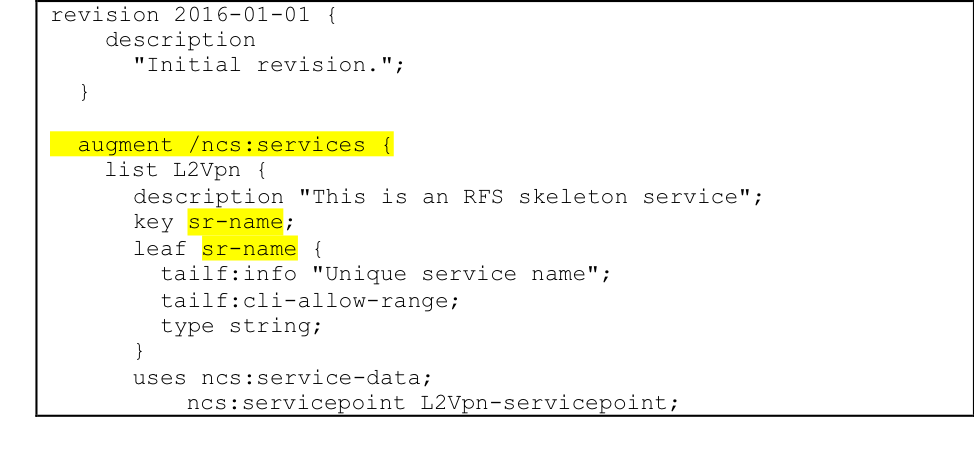 revision 2016-01-01 {
    description
      "Initial revision.";
  }
  augment /ncs:services {
    list L2Vpn {
      description "This is an RFS skeleton service";
      key sr-name;
      leaf sr-name {
        tailf:info "Unique service name";
        tailf:cli-allow-range;
        type string;
      }
      uses ncs:service-data;
          ncs:servicepoint L2Vpn-servicepoint;